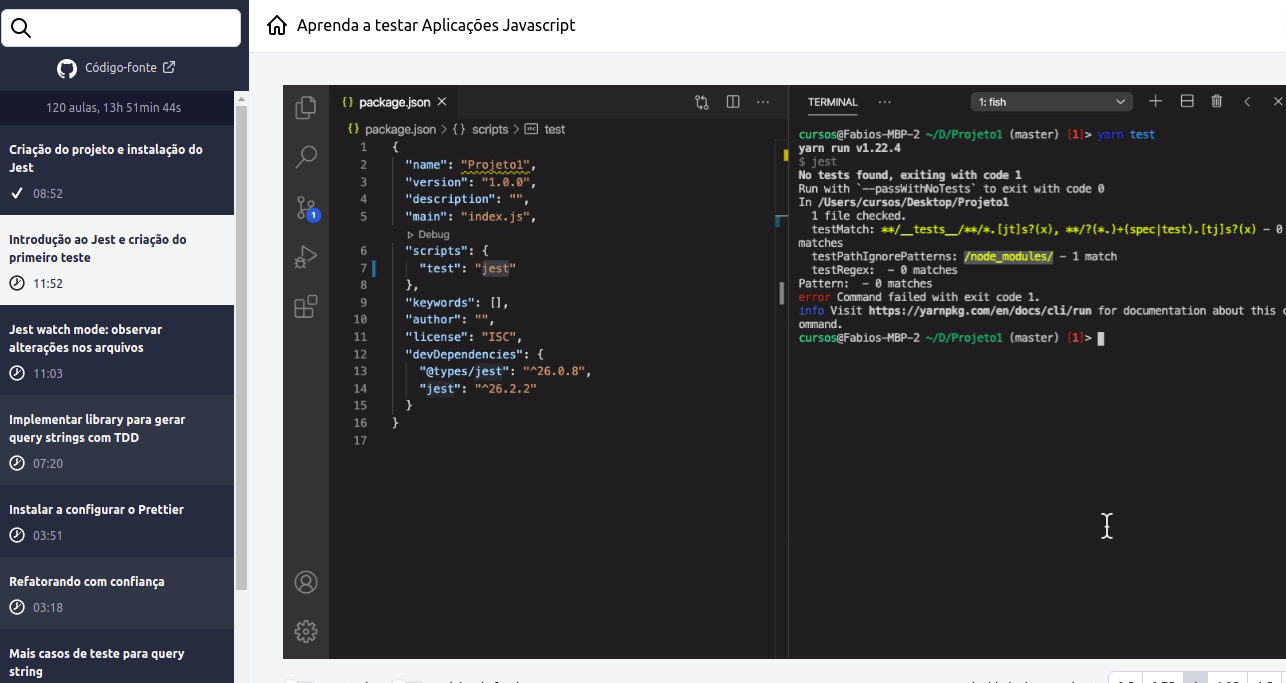 Aprenda a testar Aplicações Javascript
Código-fonte
120 aulas, 13h 51min 44s
Criação do projeto e instalação do
Jest
08:52
Introdução ao Jest e criação do
primeiro teste
11:52
Jest watch mode: observar
alterações nos arquivos
11:03
Implementar library para gerar
query strings com TDD
07:20
Instalar a configurar o Prettier
03:51
Refatorando com confiança
03:18
Mais casos de teste para query
string
1
{} package.json ×
{} package.json > {} scripts > test
1 {
2 "name": "Projeto1",
3 "version": "1.0.0",
4 "description": "",
5 "main": "index.js",
Debug
6 "scripts": {
7 "test": "jest"
8 },
9 "keywords": [],
10 "author": "",
11 "license": "ISC",
12 "devDependencies": {
13 "@types/jest": "^26.0.8",
14 "jest": "^26.2.2"
15 }
16 }
17
TERMINAL ··· 1: fish
cursos@Fabios-MBP-2 ~/D/Projeto1 (master) [1]> yarn test
yarn run v1.22.4
$ jest
No tests found, exiting with code 1
Run with `--passWithNoTests` to exit with code 0
In /Users/cursos/Desktop/Projeto1
1 file checked.
testMatch: **/__tests__/**/*.[jt]s?(x), **/?(*.)+(spec|test).[tj]s?(x) - 0
matches
testPathIgnorePatterns: /node_modules/ - 1 match
testRegex:  - 0 matches
Pattern:  - 0 matches
error Command failed with exit code 1.
info Visit https://yarnpkg.com/en/docs/cli/run for documentation about this c
ommand.
cursos@Fabios-MBP-2 ~/D/Projeto1 (master) [1]>